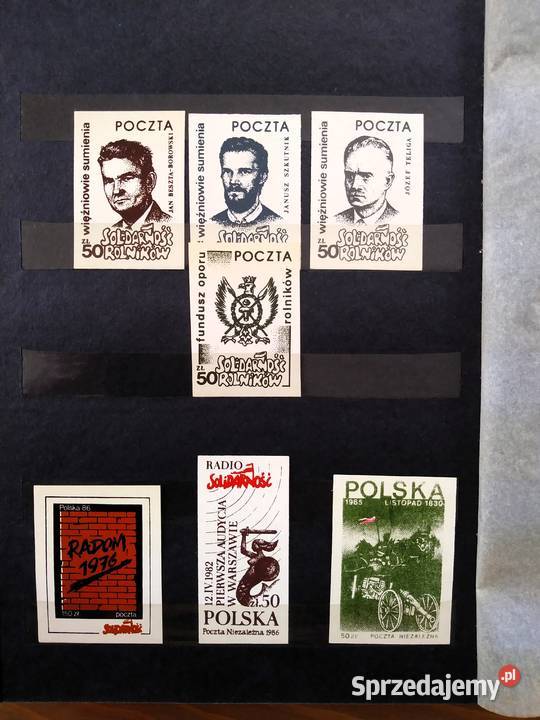 więźniowie sumienia
POCZTA
JAN BESZTA-BOROWSKI
zł 50
SOLIDARNOŚĆ
ROLNIKÓW
więźniowie sumienia
POCZTA
JANUSZ SZKUTNIK
SOLIDARNOŚĆ
więźniowie sumienia
POCZTA
JÓZEF TELIGA
zł 50
SOLIDARNOŚĆ
ROLNIKÓW
fundusz oporu
POCZTA
rolników
zł 50
SOLIDARNOŚĆ
ROLNIKÓW
Polska 86
RADOM
1976
150 zł poczta
SOLIDARNOŚĆ
RADIO
SOLIDARNOŚĆ
12.IV.1982
PIERWSZA AUDYCJA
W WARSZAWIE
zł.50
POLSKA
Poczta Niezależna 1986
POLSKA
1985 LISTOPAD 1830
50 zł POCZTA NIEZALEŻNA
Sprzedajemy.pl